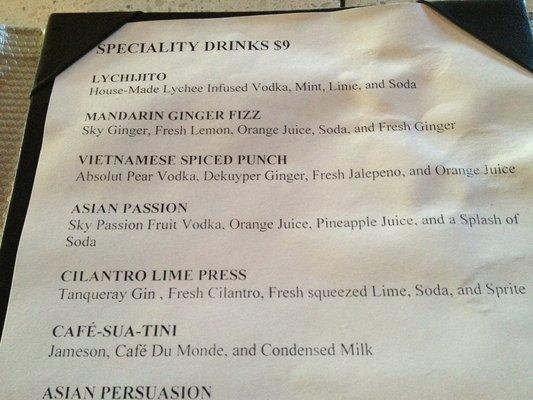 SPECIALITY DRINKS $9
LYCHIJITO
House-Made Lychee Infused Vodka, Mint, Lime, and Soda
MANDARIN GINGER FIZZ
Sky Ginger, Fresh Lemon, Orange Juice, Soda, and Fresh Ginger
VIETNAMESE SPICED PUNCH
Absolut Pear Vodka, Dekuyper Ginger, Fresh Jalepeno, and Orange Juice
ASIAN PASSION
Sky Passion Fruit Vodka, Orange Juice, Pineapple Juice, and a Splash of
Soda
CILANTRO LIME PRESS
Tanqueray Gin , Fresh Cilantro, Fresh squeezed Lime, Soda, and Sprite
CAFÉ-SUA-TINI
Jameson, Café Du Monde, and Condensed Milk
ASIAN PERSUASION